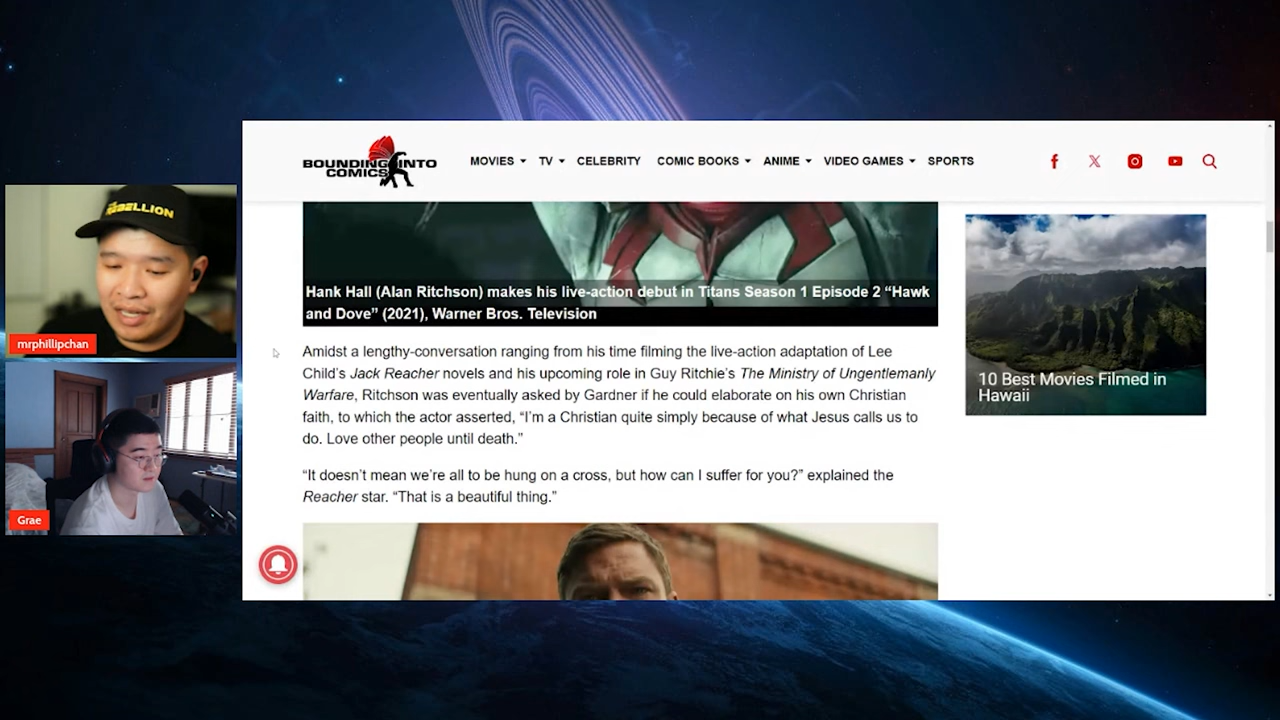 BOUNDING INTO
COMICS
MOVIES
TV
CELEBRITY
COMIC BOOKS
ANIME
VIDEO GAMES
SPORTS
REBELLION
mrphillipchan
Grae
Hank Hall (Alan Ritchson) makes his live-action debut in Titans Season 1 Episode 2 “Hawk
and Dove” (2021), Warner Bros. Television
Amidst a lengthy-conversation ranging from his time filming the live-action adaptation of Lee
Child’s Jack Reacher novels and his upcoming role in Guy Ritchie’s The Ministry of Ungentlemanly
Warfare, Ritchson was eventually asked by Gardner if he could elaborate on his own Christian
faith, to which the actor asserted, “I’m a Christian quite simply because of what Jesus calls us to
do. Love other people until death.”
“It doesn’t mean we’re all to be hung on a cross, but how can I suffer for you?” explained the
Reacher star. “That is a beautiful thing.”
10 Best Movies Filmed in
Hawaii